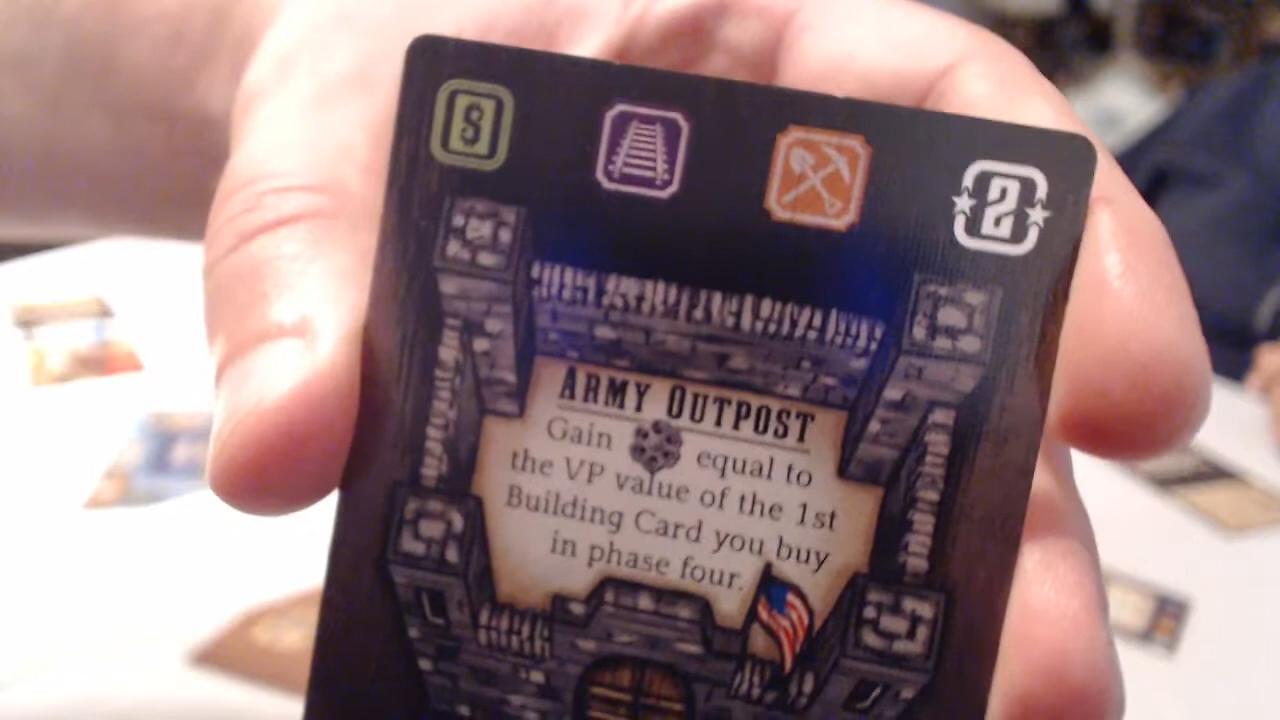 $
2
ARMY OUTPOST
Gain equal to
the VP value of the 1st
Building Card you buy
in phase four.